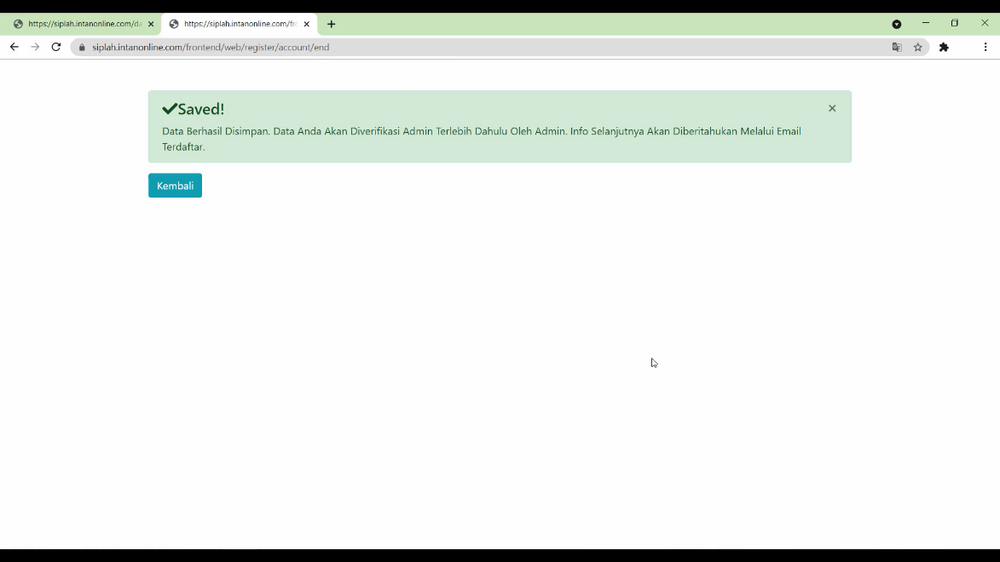 https://siplah.intanonline.com/da
https://siplah.intanonline.com/fr
siplah.intanonline.com/frontend/web/register/account/end
Saved!
Data Berhasil Disimpan. Data Anda Akan Diverifikasi Admin Terlebih Dahulu Oleh Admin. Info Selanjutnya Akan Diberitahukan Melalui Email
Terdaftar.
Kembali